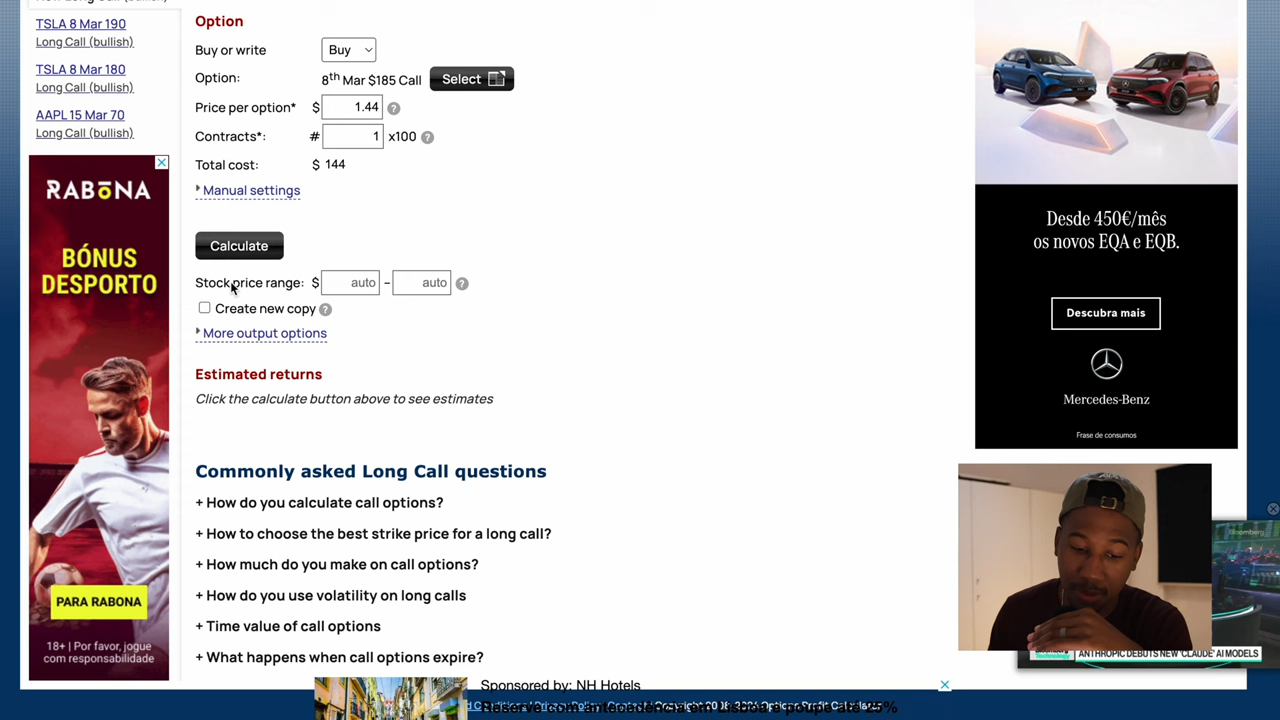 TSLA 8 Mar 190
Long Call (bullish)
TSLA 8 Mar 180
Long Call (bullish)
AAPL 15 Mar 70
Long Call (bullish)
RABONA
BÓNUS
DESPORTO
PARA RABONA
18+ | Por favor, jogue
com responsabilidade
Option
Buy or write Buy
Option: 8th Mar $185 Call Select
Price per option* $ 1.44 ?
Contracts*: # 1 x100 ?
Total cost: $ 144
Manual settings
Calculate
Stock price range: $ auto – auto ?
Create new copy ?
More output options
Estimated returns
Click the calculate button above to see estimates
Commonly asked Long Call questions
+ How do you calculate call options?
+ How to choose the best strike price for a long call?
+ How much do you make on call options?
+ How do you use volatility on long calls
+ Time value of call options
+ What happens when call options expire?
Desde 450€/mês
os novos EQA e EQB.
Descubra mais
Mercedes-Benz
Frase de consumos
Bloomberg
Bloomberg
Technology
ANTHROPIC DEBUTS NEW 'CLAUDE' AI MODELS
Sponsored by: NH Hotels